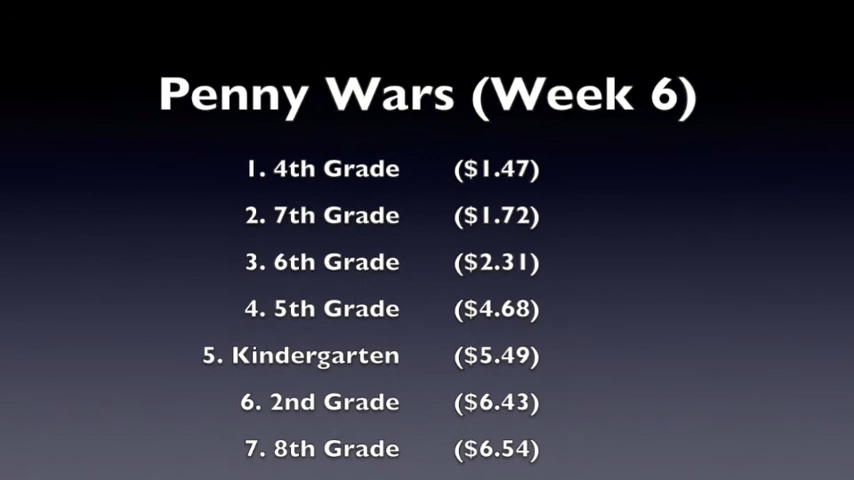 Penny Wars (Week 6)
1. 4th Grade ($1.47)
2. 7th Grade ($1.72)
3. 6th Grade ($2.31)
4. 5th Grade ($4.68)
5. Kindergarten ($5.49)
6. 2nd Grade ($6.43)
7. 8th Grade ($6.54)